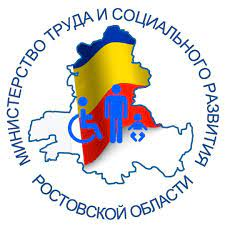 МИНИСТЕРСТВО ТРУДА И СОЦИАЛЬНОГО РАЗВИТИЯ
РОСТОВСКОЙ ОБЛАСТИ